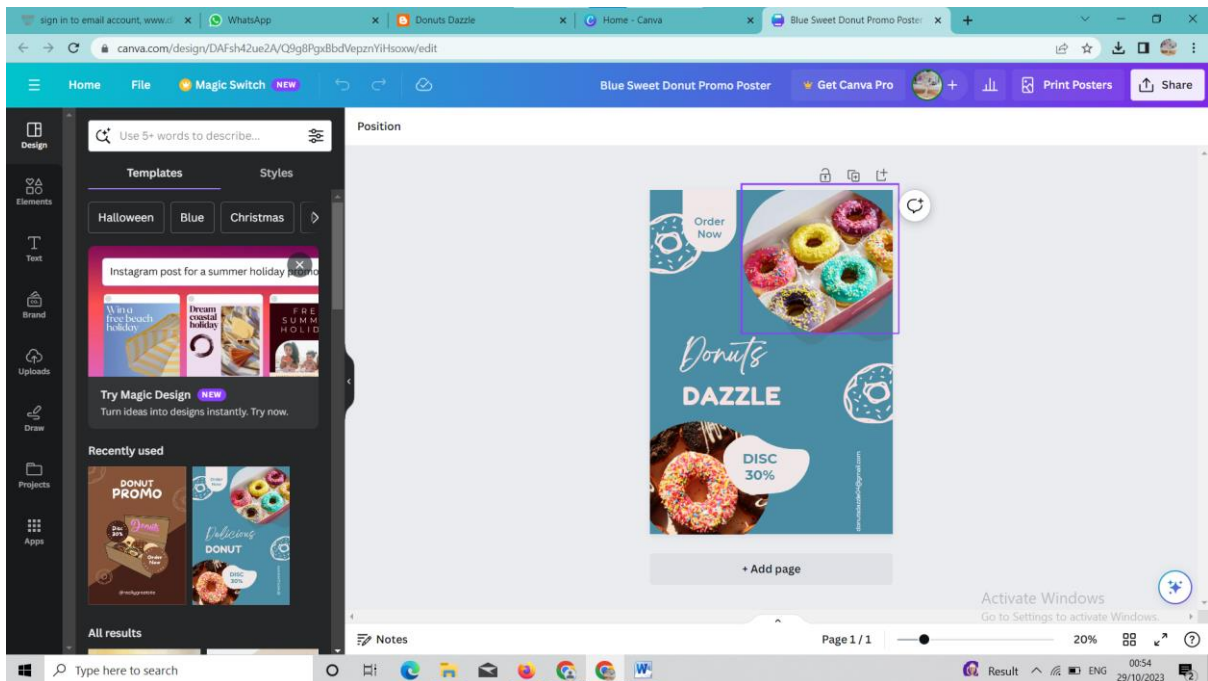 sign in to email account, www.d
WhatsApp
Donuts Dazzle
Home - Canva
Blue Sweet Donut Promo Poster
canva.com/design/DAFsh42ue2A/Q9g8PgxBbdVepznYiHsoxw/edit
Home File Magic Switch NEW
Blue Sweet Donut Promo Poster
Get Canva Pro
Print Posters
Share
Design
Elements
Text
Brand
Uploads
Draw
Projects
Apps
Use 5+ words to describe...
Templates Styles
Halloween Blue Christmas
Instagram post for a summer holiday promo
Win a
free beach
holiday
Dream
coastal
holiday
FRE
SUMM
HOLID
Try Magic Design NEW
Turn ideas into designs instantly. Try now.
Recently used
DONUT
PROMO
Disc
30%
Donuts
Order
Now
Order
Now
Delicious
DONUT
DISC
30%
All results
Position
Order
Now
Donuts
DAZZLE
DISC
30%
+ Add page
Activate Windows
Go to Settings to activate Windows.
Notes
Page 1 / 1
20%
Type here to search
Result
ENG
00:54
29/10/2023